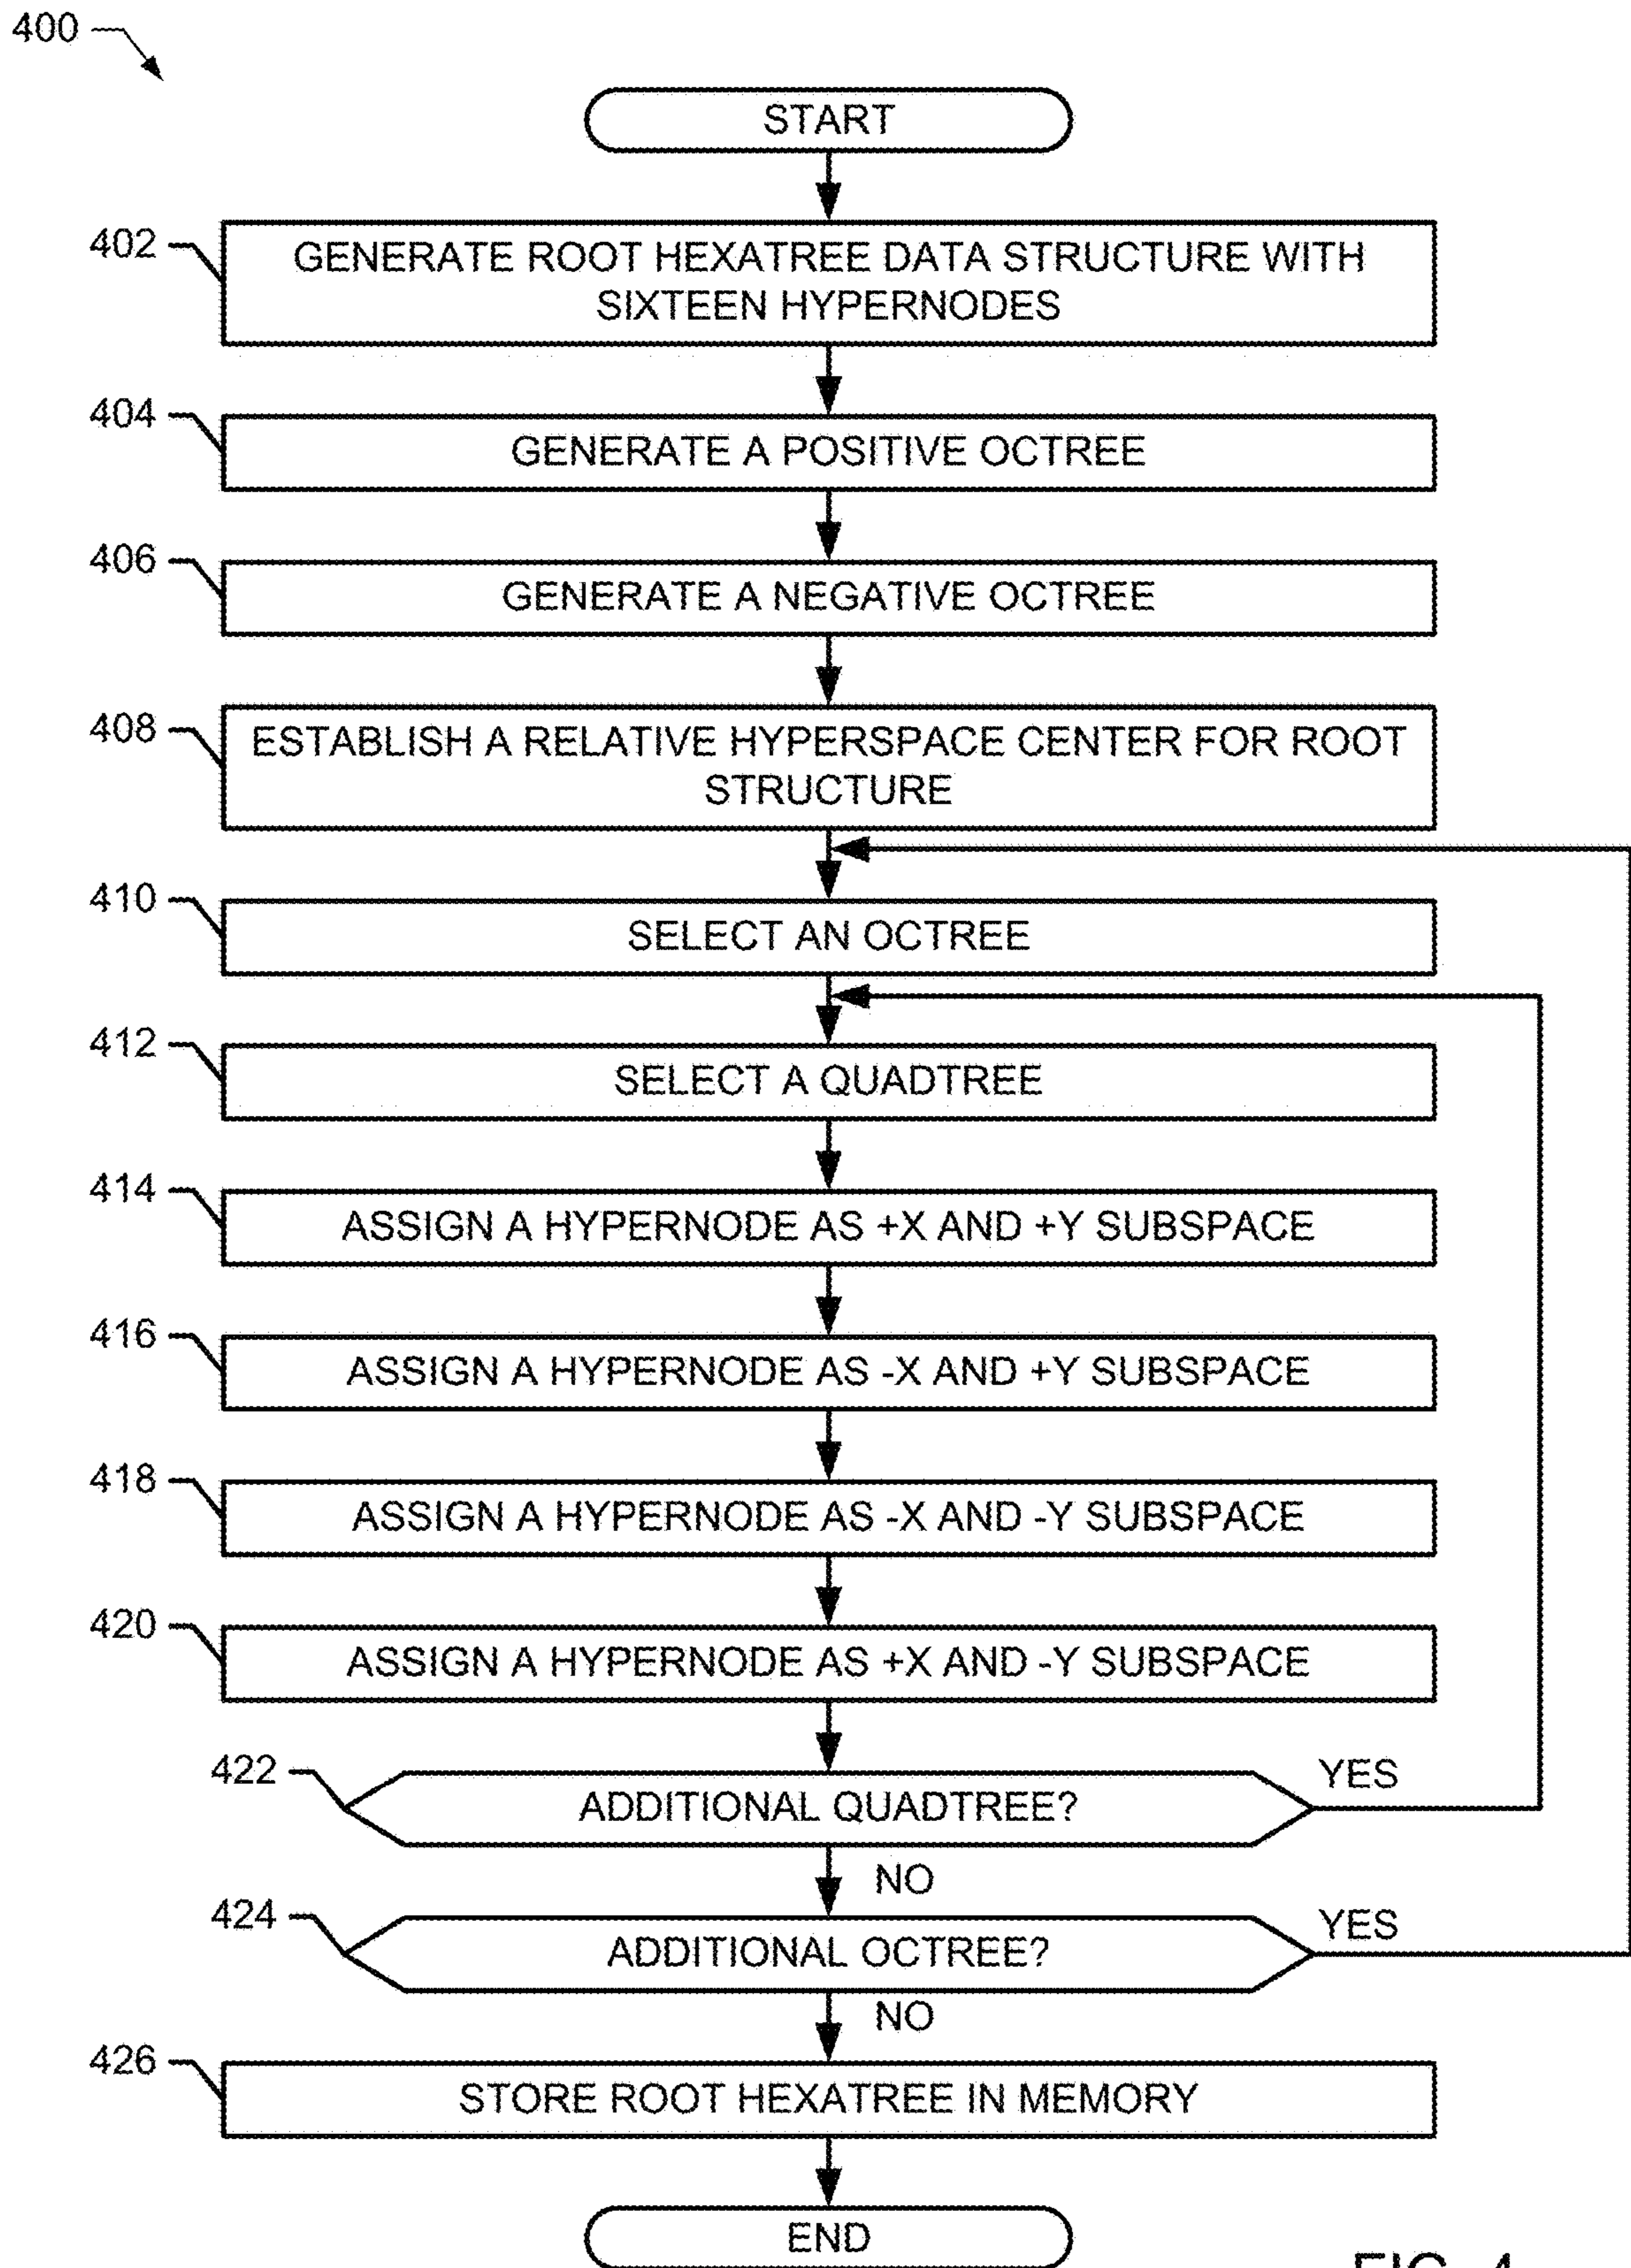 400
START
402
GENERATE ROOT HEXATREE DATA STRUCTURE WITH
SIXTEEN HYPERNODES
404
GENERATE A POSITIVE OCTREE
406
GENERATE A NEGATIVE OCTREE
408
ESTABLISH A RELATIVE HYPERSPACE CENTER FOR ROOT
STRUCTURE
410
SELECT AN OCTREE
412
SELECT A QUADTREE
414
ASSIGN A HYPERNODE AS +X AND +Y SUBSPACE
416
ASSIGN A HYPERNODE AS -X AND +Y SUBSPACE
418
ASSIGN A HYPERNODE AS -X AND -Y SUBSPACE
420
ASSIGN A HYPERNODE AS +X AND -Y SUBSPACE
422
ADDITIONAL QUADTREE?
YES
NO
424
ADDITIONAL OCTREE?
YES
NO
426
STORE ROOT HEXATREE IN MEMORY
END
FIG. 4